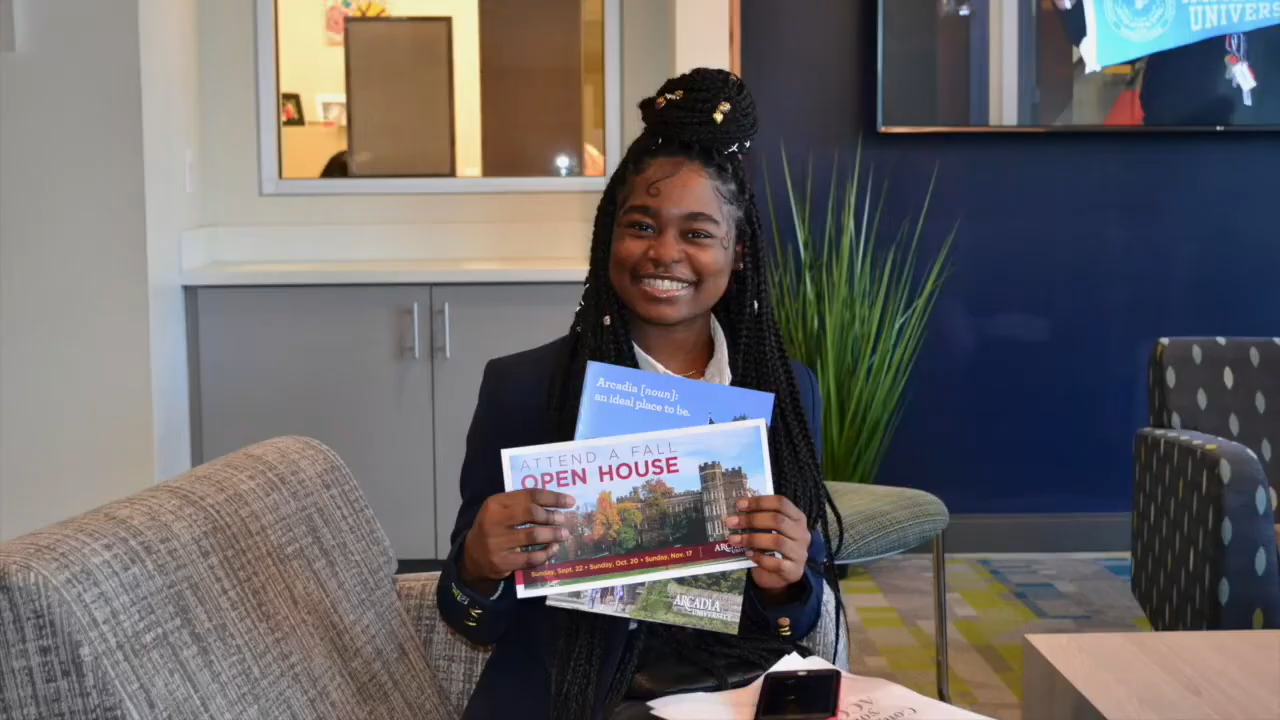 UNIVERS
Arcadia [noun]:
an ideal place to be.
ATTEND A FALL
OPEN HOUSE
Sunday, Sept. 22 • Sunday, Oct. 20 • Sunday, Nov. 17
ARCADIA
UNIVERSITY